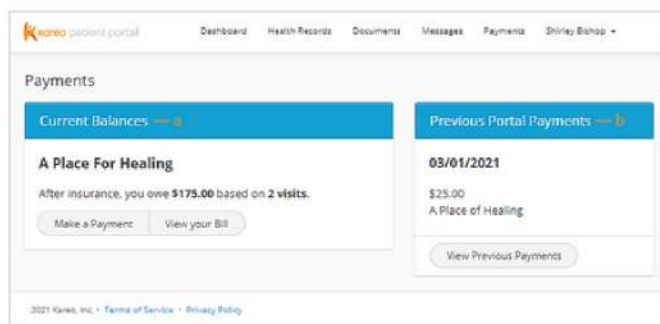 kareo patient portal Dashboard Health Records Documents Messages Payments Shirley Bishop
Payments
Current Balances — a
A Place For Healing
After insurance, you owe $175.00 based on 2 visits.
Make a Payment View your Bill
Previous Portal Payments — b
03/01/2021
$25.00
A Place of Healing
View Previous Payments
2021 Kareo, Inc. • Terms of Service • Privacy Policy